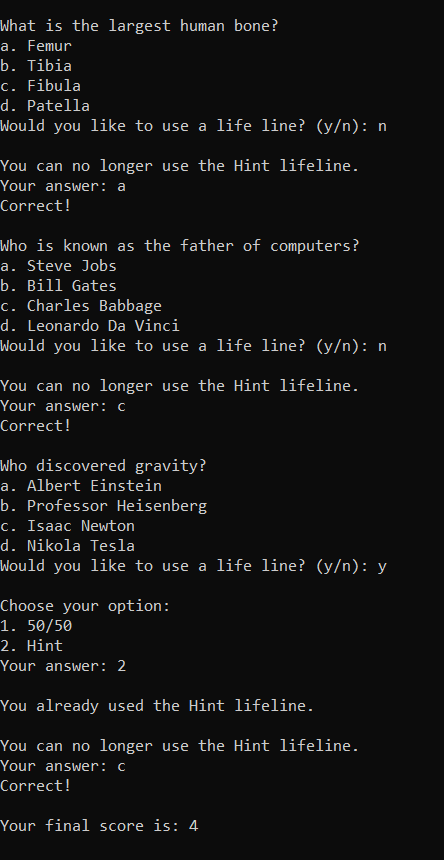 What is the largest human bone?
a. Femur
b. Tibia
c. Fibula
d. Patella
Would you like to use a life line? (y/n): n
You can no longer use the Hint lifeline.
Your answer: a
Correct!
Who is known as the father of computers?
a. Steve Jobs
b. Bill Gates
c. Charles Babbage
d. Leonardo Da Vinci
Would you like to use a life line? (y/n): n
You can no longer use the Hint lifeline.
Your answer: c
Correct!
Who discovered gravity?
a. Albert Einstein
b. Professor Heisenberg
c. Isaac Newton
d. Nikola Tesla
Would you like to use a life line? (y/n): y
Choose your option:
1. 50/50
2. Hint
Your answer: 2
You already used the Hint lifeline.
You can no longer use the Hint lifeline.
Your answer: c
Correct!
Your final score is: 4